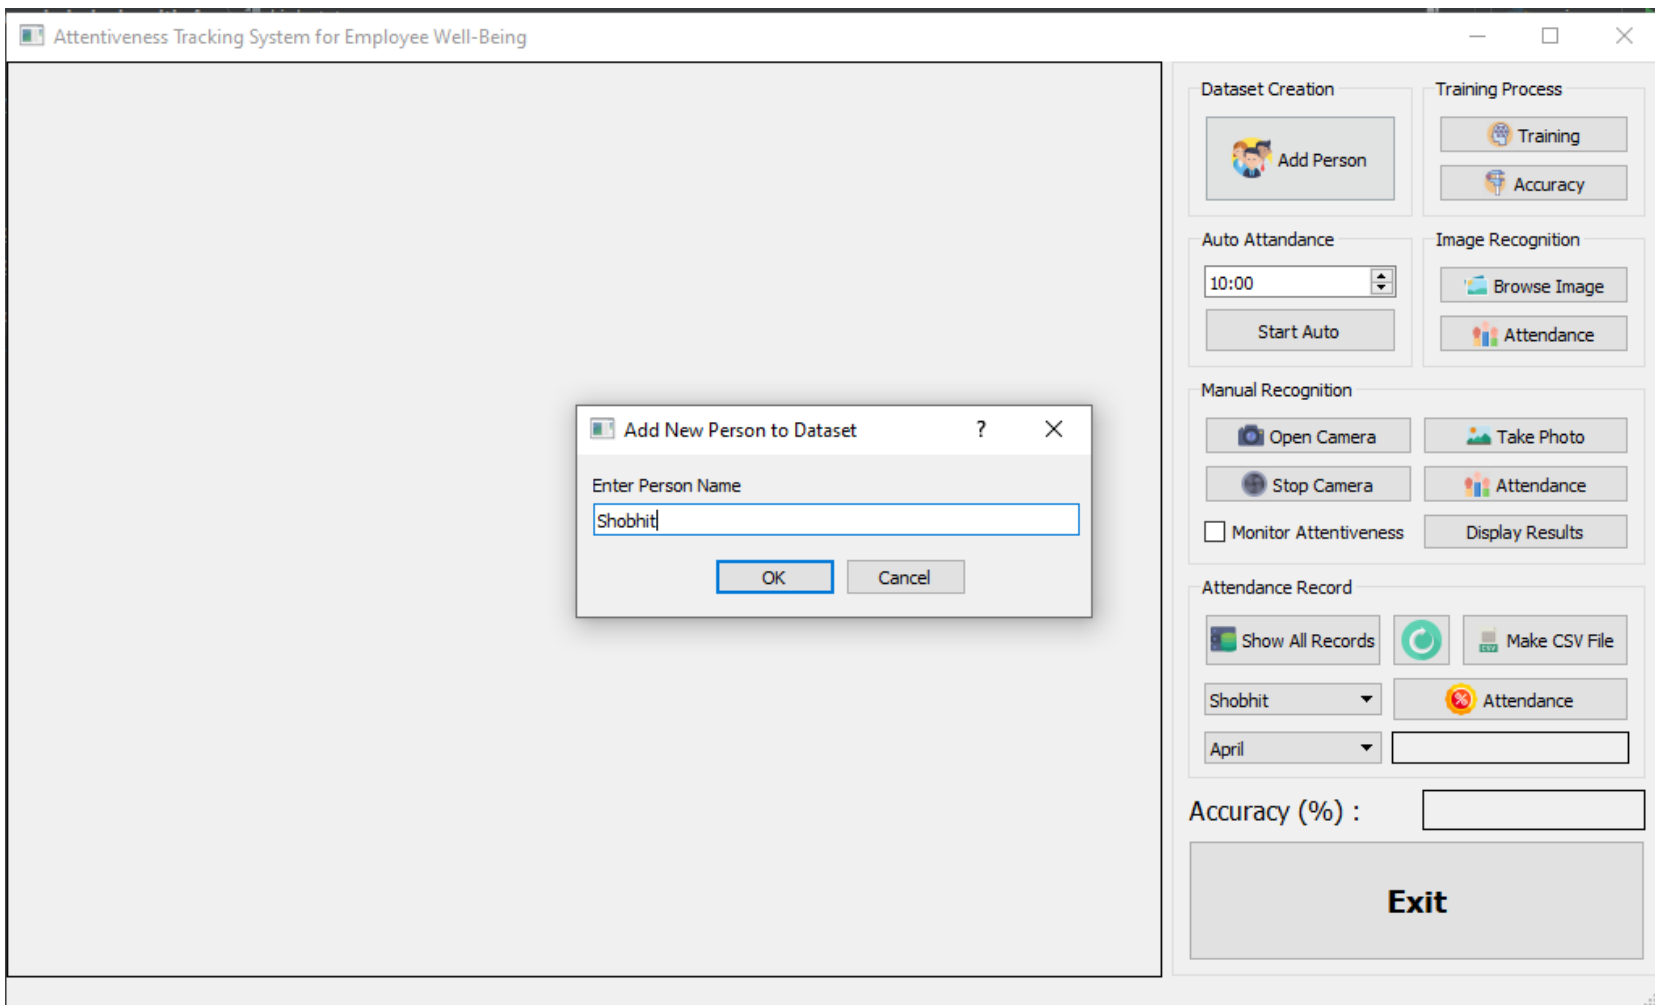 Attentiveness Tracking System for Employee Well-Being
Dataset Creation
Add Person
Training Process
Training
Accuracy
Auto Attandance
10:00
Start Auto
Image Recognition
Browse Image
Attendance
Add New Person to Dataset ?
Enter Person Name
Shobhit
OK Cancel
Manual Recognition
Open Camera Take Photo
Stop Camera Attendance
Monitor Attentiveness Display Results
Attendance Record
Show All Records CSV Make CSV File
Shobhit % Attendance
April
Accuracy (%) :
Exit